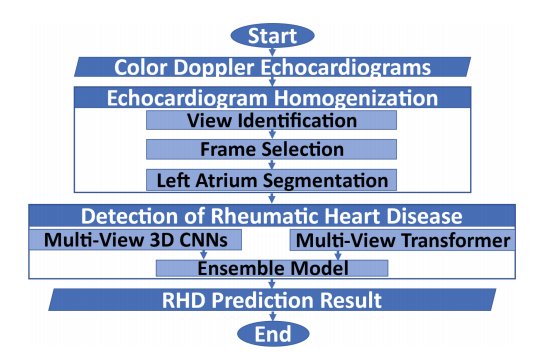 Start
Color Doppler Echocardiograms
Echocardiogram Homogenization
View Identification
Frame Selection
Left Atrium Segmentation
Detection of Rheumatic Heart Disease
Multi-View 3D CNNs
Multi-View Transformer
Ensemble Model
RHD Prediction Result
End